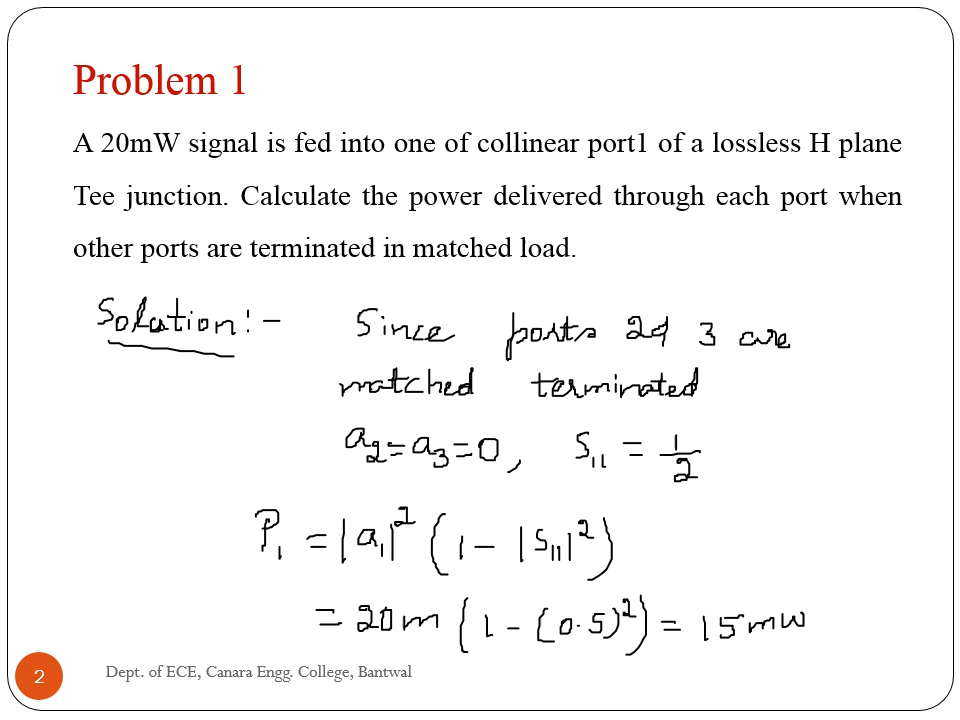 Problem 1
A 20mW signal is fed into one of collinear port1 of a lossless H plane
Tee junction. Calculate the power delivered through each port when
other ports are terminated in matched load.
Solution:- Since ports 2& 3 are
matched terminated
a₂=a₃=0, S₁₁ = 1/2
P₁ = |a₁|² (1 - |S₁₁|²)
= 20m (1 - (0.5)²) = 15mW
2 Dept. of ECE, Canara Engg. College, Bantwal